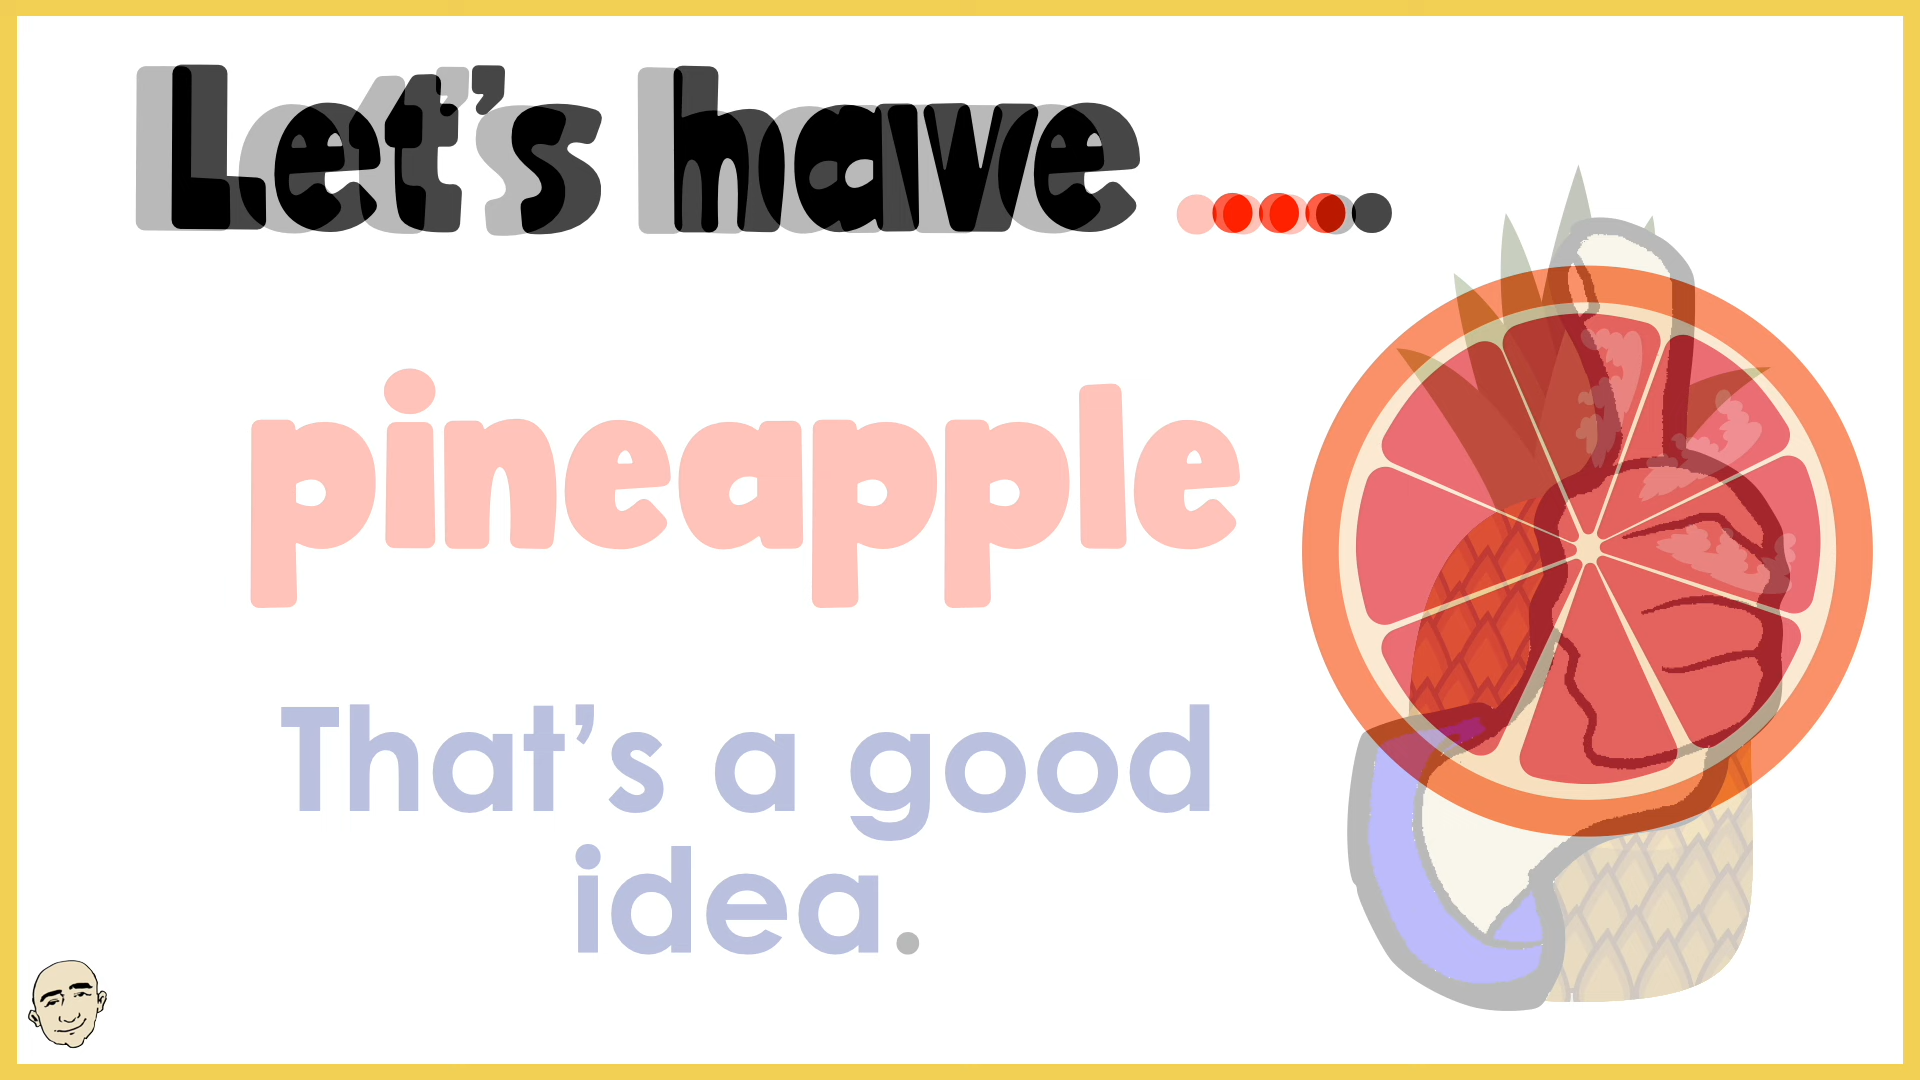 Let's have .....
pineapple
That's a good
idea.